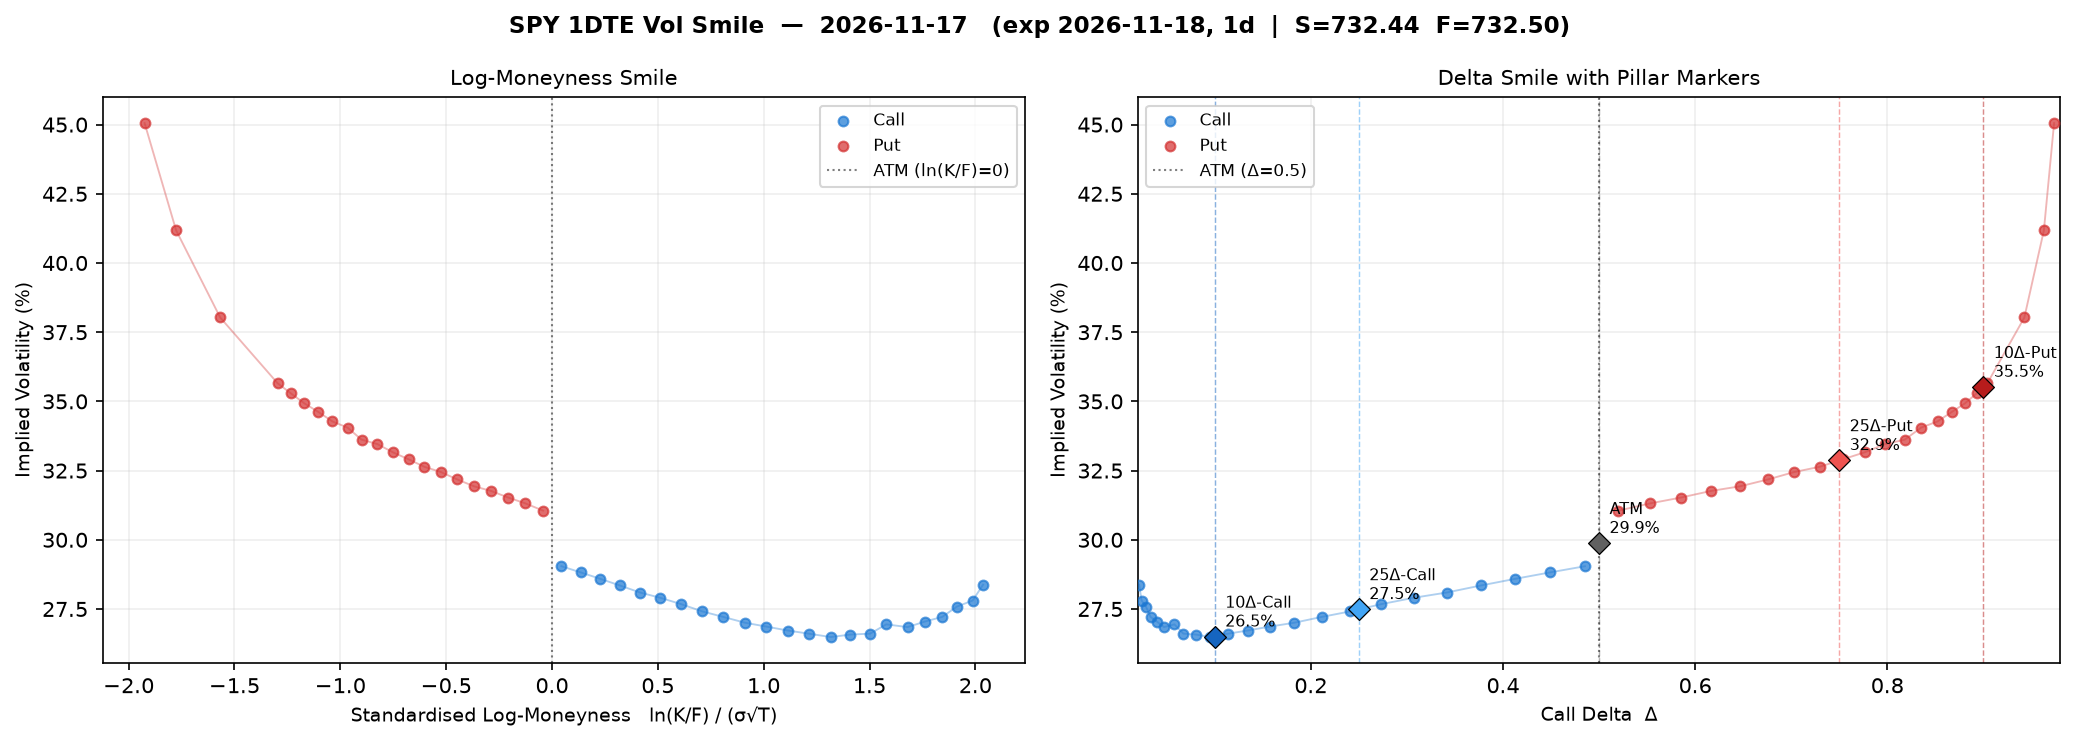 SPY 1DTE Vol Smile — 2026-11-17 (exp 2026-11-18, 1d | S=732.44 F=732.50)
Log-Moneyness Smile
Implied Volatility (%)
45.0
42.5
40.0
37.5
35.0
32.5
30.0
27.5
Call
Put
ATM (ln(K/F)=0)
−2.0 −1.5 −1.0 −0.5 0.0 0.5 1.0 1.5 2.0
Standardised Log-Moneyness ln(K/F) / (σ√T)
Delta Smile with Pillar Markers
Implied Volatility (%)
45.0
42.5
40.0
37.5
35.0
32.5
30.0
27.5
Call
Put
ATM (Δ=0.5)
10Δ-Put
35.5%
25Δ-Put
32.9%
ATM
29.9%
25Δ-Call
27.5%
10Δ-Call
26.5%
0.2 0.4 0.6 0.8
Call Delta Δ